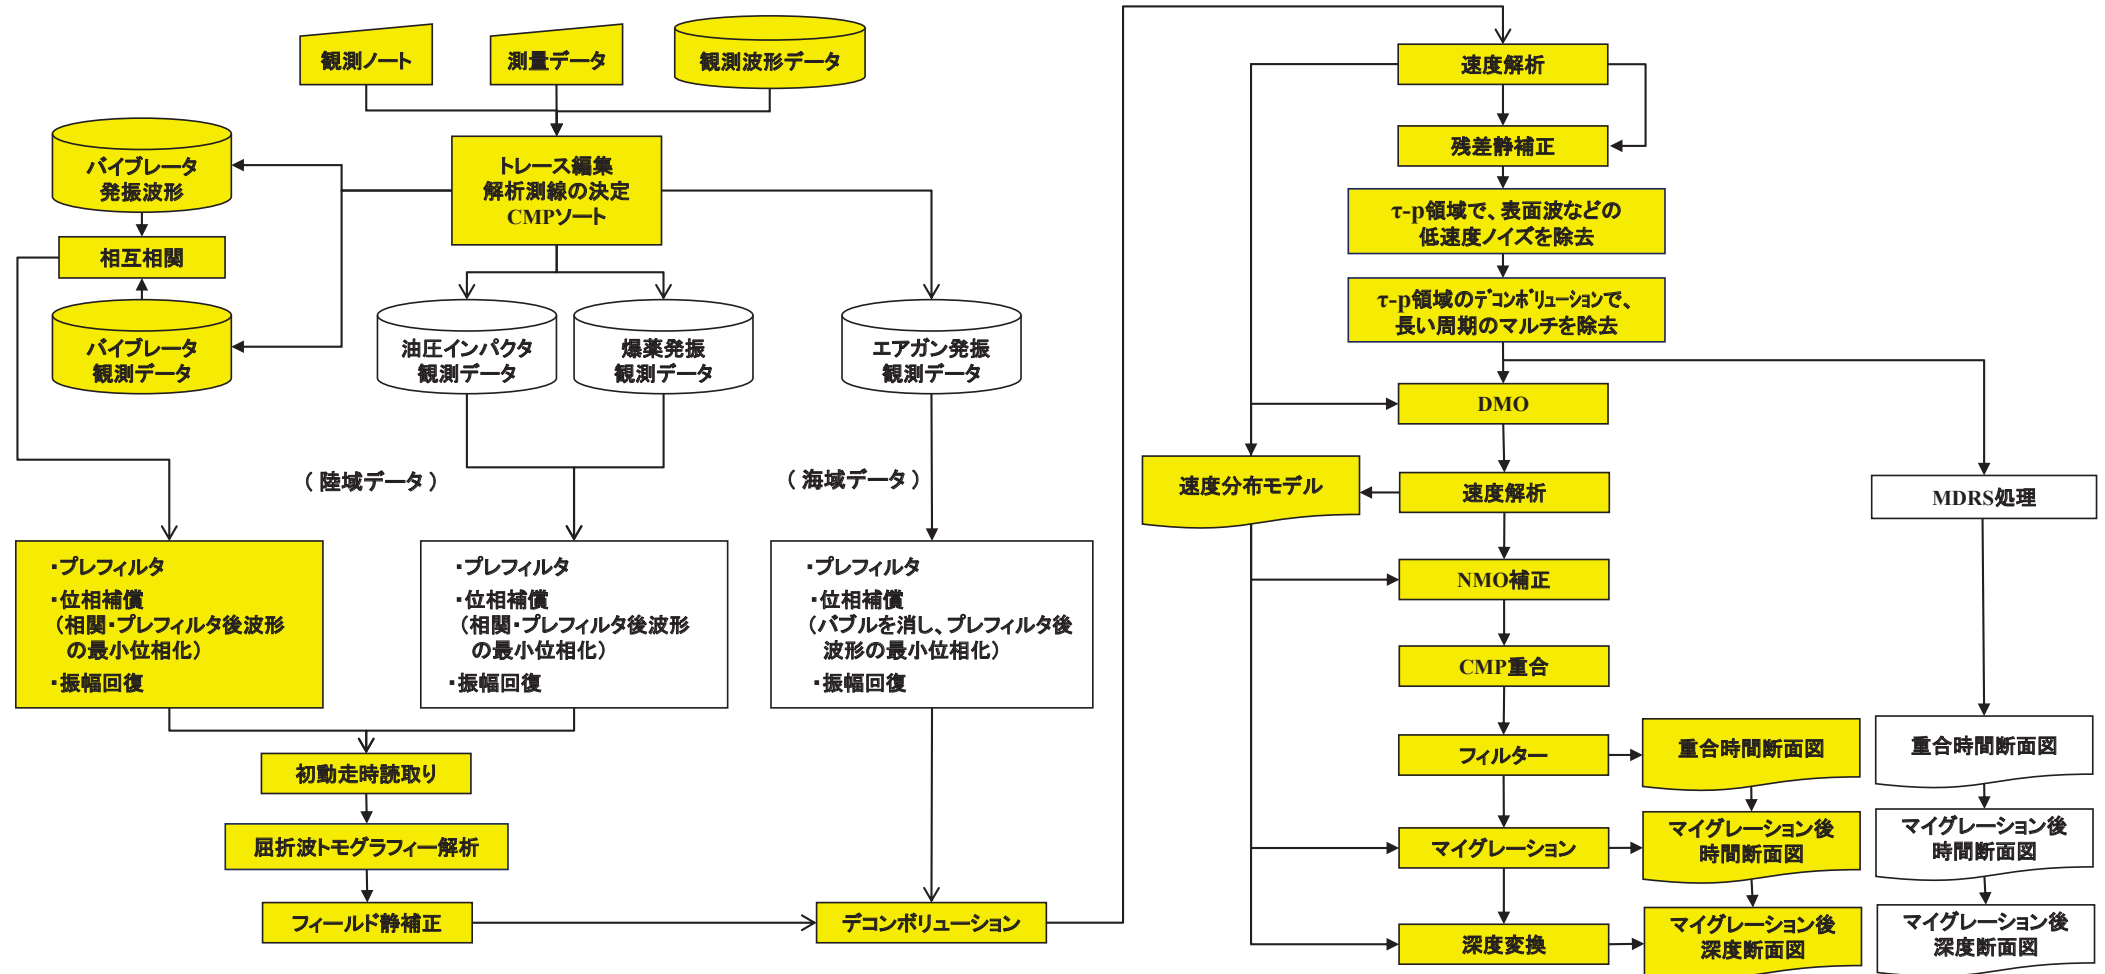 観測ノート
測量データ
観測波形データ
トレース編集
解析測線の決定
CMPソート
バイブレータ
発振波形
相互相関
バイブレータ
観測データ
油圧インパクタ
観測データ
爆薬発振
観測データ
エアガン発振
観測データ
（ 陸域データ ）
（ 海域データ ）
・プレフィルタ
・位相補償
（相関・プレフィルタ後波形
の最小位相化）
・振幅回復
・プレフィルタ
・位相補償
（相関・プレフィルタ後波形
の最小位相化）
・振幅回復
・プレフィルタ
・位相補償
（バブルを消し、プレフィルタ後
波形の最小位相化）
・振幅回復
初動走時読取り
屈折波トモグラフィー解析
フィールド静補正
デコンボリューション
速度解析
残差静補正
τ-p領域で、表面波などの
低速度ノイズを除去
τ-p領域のデコンボリューションで、
長い周期のマルチを除去
DMO
速度分布モデル
速度解析
MDRS処理
NMO補正
CMP重合
フィルター
重合時間断面図
重合時間断面図
マイグレーション
マイグレーション後
時間断面図
マイグレーション後
時間断面図
深度変換
マイグレーション後
深度断面図
マイグレーション後
深度断面図